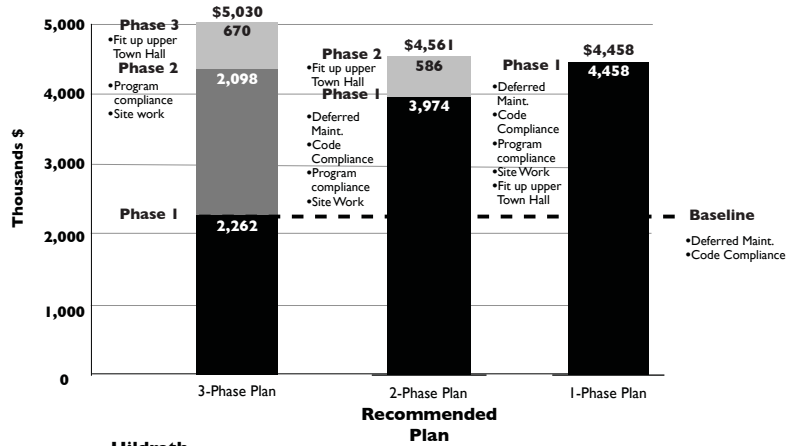 $5,030
Phase 3
670
•Fit up upper
Town Hall
Phase 2
2,098
•Program
compliance
•Site work
Phase 1
2,262
$4,561
Phase 2
586
•Fit up upper
Town Hall
Phase 1
3,974
•Deferred
Maint.
•Code
Compliance
•Program
compliance
•Site Work
$4,458
Phase 1
4,458
•Deferred
Maint.
•Code
Compliance
•Program
compliance
•Site Work
•Fit up upper
Town Hall
Baseline
•Deferred Maint.
•Code Compliance
Thousands $
5,000
4,000
3,000
2,000
1,000
0
3-Phase Plan
2-Phase Plan
1-Phase Plan
Recommended
Plan